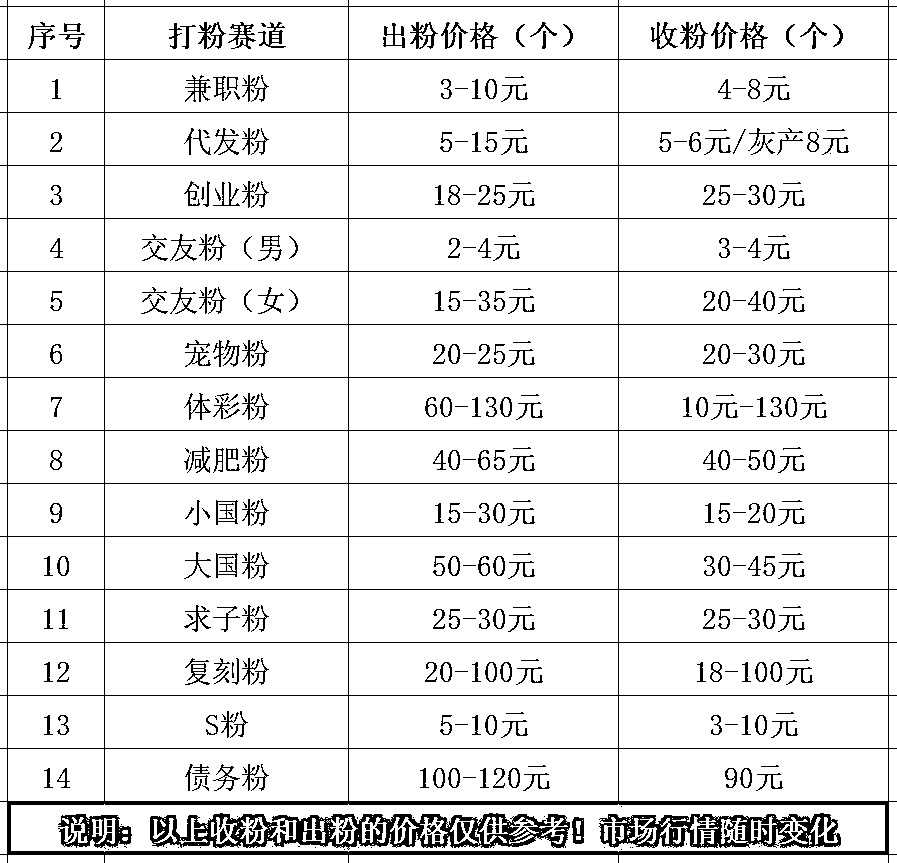 序号 打粉赛道 出粉价格（个） 收粉价格（个）
1 兼职粉 3-10元 4-8元
2 代发粉 5-15元 5-6元/灰产8元
3 创业粉 18-25元 25-30元
4 交友粉（男） 2-4元 3-4元
5 交友粉（女） 15-35元 20-40元
6 宠物粉 20-25元 20-30元
7 体彩粉 60-130元 10元-130元
8 减肥粉 40-65元 40-50元
9 小国粉 15-30元 15-20元
10 大国粉 50-60元 30-45元
11 求子粉 25-30元 25-30元
12 复刻粉 20-100元 18-100元
13 S粉 5-10元 3-10元
14 债务粉 100-120元 90元
说明：以上收粉和出粉的价格仅供参考！市场行情随时变化